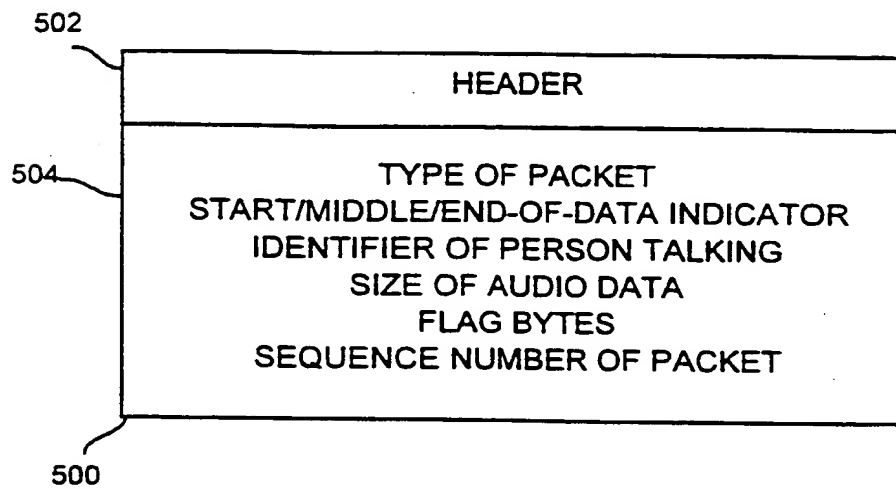 502
HEADER
504
TYPE OF PACKET
START/MIDDLE/END-OF-DATA INDICATOR
IDENTIFIER OF PERSON TALKING
SIZE OF AUDIO DATA
FLAG BYTES
SEQUENCE NUMBER OF PACKET
500